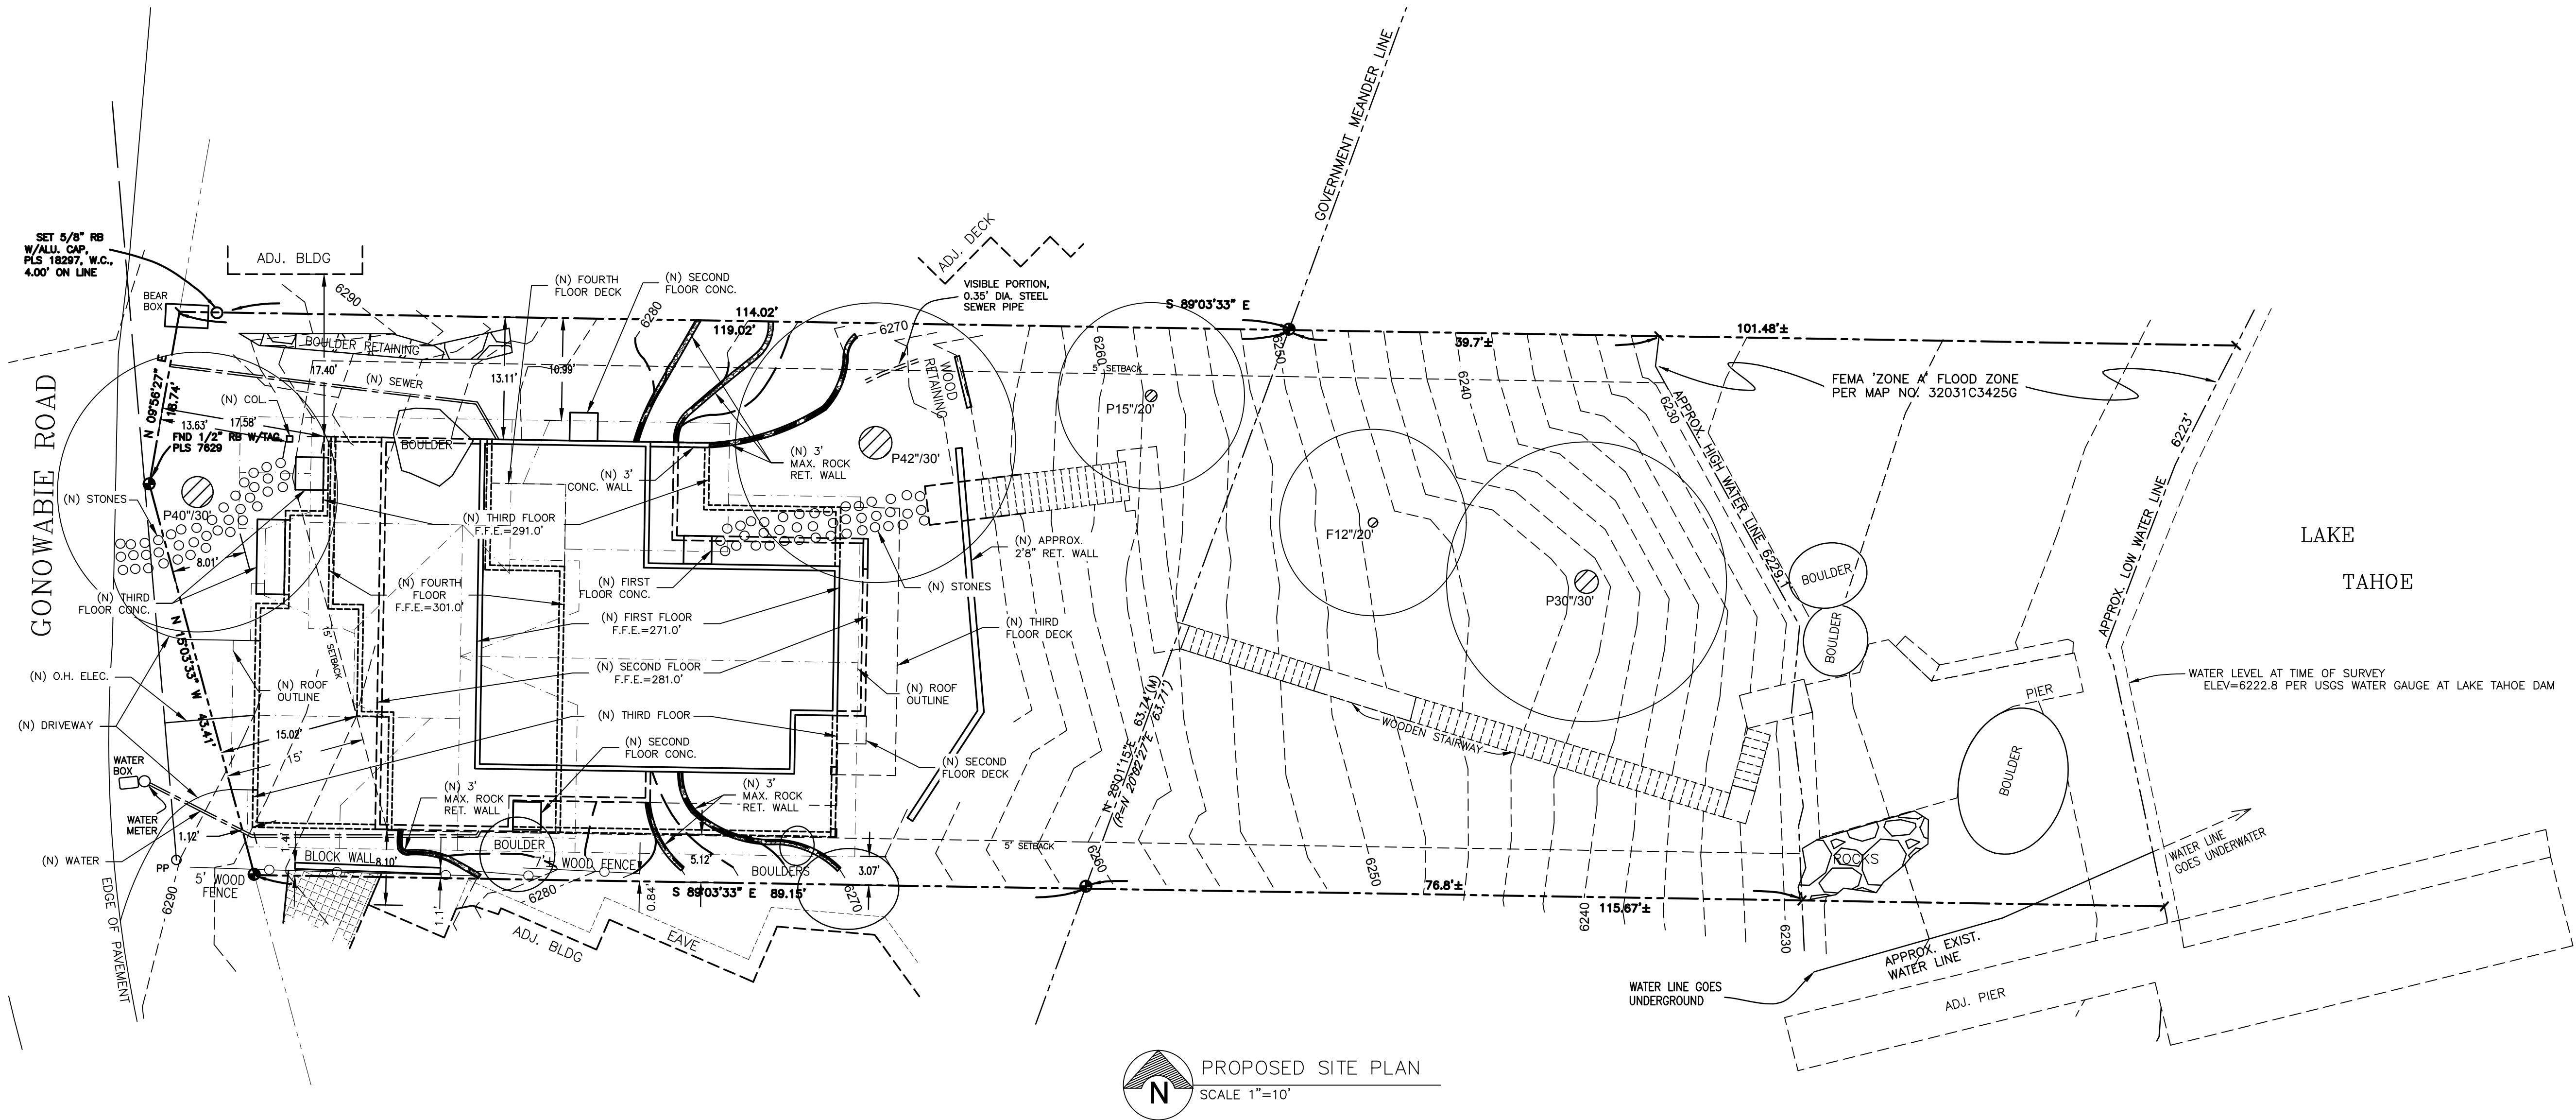 GOVERNMENT MEANDER LINE
SET 5/8" RB
W/ALU. CAP,
PLS 18297, W.C.,
4.00' ON LINE
ADJ. BLDG
BEAR
BOX
6290
(N) FOURTH
FLOOR DECK
(N) SECOND
FLOOR CONC.
6280
ADJ. DECK
VISIBLE PORTION,
0.35' DIA. STEEL
SEWER PIPE
114.02'
119.02'
S 89°03'33" E
6270
6260
6250
39.7'±
101.48'±
BOULDER RETAINING
17.40'
(N) SEWER
13.11'
10.99'
WOOD
RETAINING
5' SETBACK
6240
6230
FEMA 'ZONE A' FLOOD ZONE
PER MAP NO. 32031C3425G
GONOWABIE ROAD
N 09°56'27" E
18.74'
(N) COL.
17.58'
13.63'
FND 1/2" RB W/TAG
PLS 7629
BOULDER
P15"/20'
P42"/30'
(N) 3'
MAX. ROCK
RET. WALL
(N) 3'
CONC. WALL
APPROX. HIGH WATER LINE 6229.1
APPROX. LOW WATER LINE
6223'
(N) STONES
P40"/30'
(N) THIRD FLOOR
F.F.E.=291.0'
F12"/20'
LAKE
TAHOE
(N) APPROX.
2'8" RET. WALL
8.01'
(N) THIRD
FLOOR CONC.
(N) FOURTH
FLOOR
F.F.E.=301.0'
(N) FIRST
FLOOR CONC.
(N) STONES
P30"/30'
BOULDER
BOULDER
(N) FIRST FLOOR
F.F.E.=271.0'
(N) THIRD
FLOOR DECK
N 15°03'33" W 43.41'
15' SETBACK
(N) O.H. ELEC.
(N) SECOND FLOOR
F.F.E.=281.0'
(N) ROOF
OUTLINE
(N) ROOF
OUTLINE
WATER LEVEL AT TIME OF SURVEY
ELEV=6222.8 PER USGS WATER GAUGE AT LAKE TAHOE DAM
PIER
(N) DRIVEWAY
(N) THIRD FLOOR
15.02'
15'
(N) SECOND
FLOOR CONC.
N 20°01'15"E 63.74'(M)
(R=N 20°02'27"E 63.71')
WOODEN STAIRWAY
BOULDER
WATER
BOX
(N) SECOND
FLOOR DECK
(N) 3'
MAX. ROCK
RET. WALL
(N) 3'
MAX. ROCK
RET. WALL
WATER
METER
1.12'
(N) WATER
PP
BLOCK WALL
8.10'
BOULDER
7' WOOD FENCE
5.12'
BOULDERS
3.07'
5' SETBACK
6260
ROCKS
WATER LINE
GOES UNDERWATER
5' WOOD
FENCE
EDGE OF PAVEMENT
6290
1.1'
6280
0.84'
S 89°03'33" E 89.15'
6270
6250
76.8'±
115.67'±
6240
6230
ADJ. BLDG
EAVE
APPROX. EXIST.
WATER LINE
WATER LINE GOES
UNDERGROUND
ADJ. PIER
N
PROPOSED SITE PLAN
SCALE 1"=10'